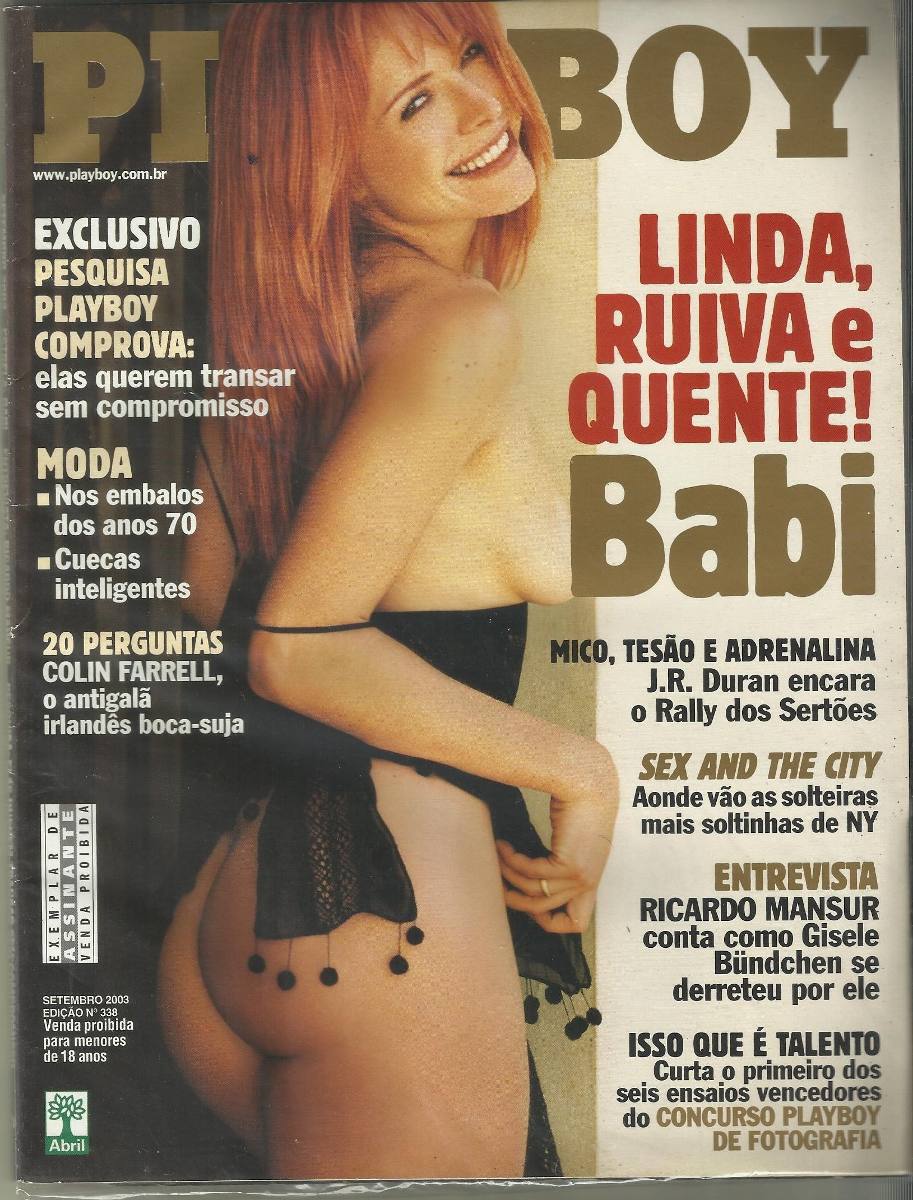 PL BOY
www.playboy.com.br
EXCLUSIVO
PESQUISA
PLAYBOY
COMPROVA:
elas querem transar
sem compromisso
MODA
Nos embalos
dos anos 70
Cuecas
inteligentes
20 PERGUNTAS
COLIN FARRELL,
o antigalã
irlandês boca-suja
EXEMPLAR DE
ASSINANTE
VENDA PROIBIDA
SETEMBRO 2003
EDIÇÃO Nº 338
Venda proibida
para menores
de 18 anos
Abril
LINDA,
RUIVA e
QUENTE!
Babi
MICO, TESÃO E ADRENALINA
J.R. Duran encara
o Rally dos Sertões
SEX AND THE CITY
Aonde vão as solteiras
mais soltinhas de NY
ENTREVISTA
RICARDO MANSUR
conta como Gisele
Bündchen se
derreteu por ele
ISSO QUE É TALENTO
Curta o primeiro dos
seis ensaios vencedores
do CONCURSO PLAYBOY
DE FOTOGRAFIA